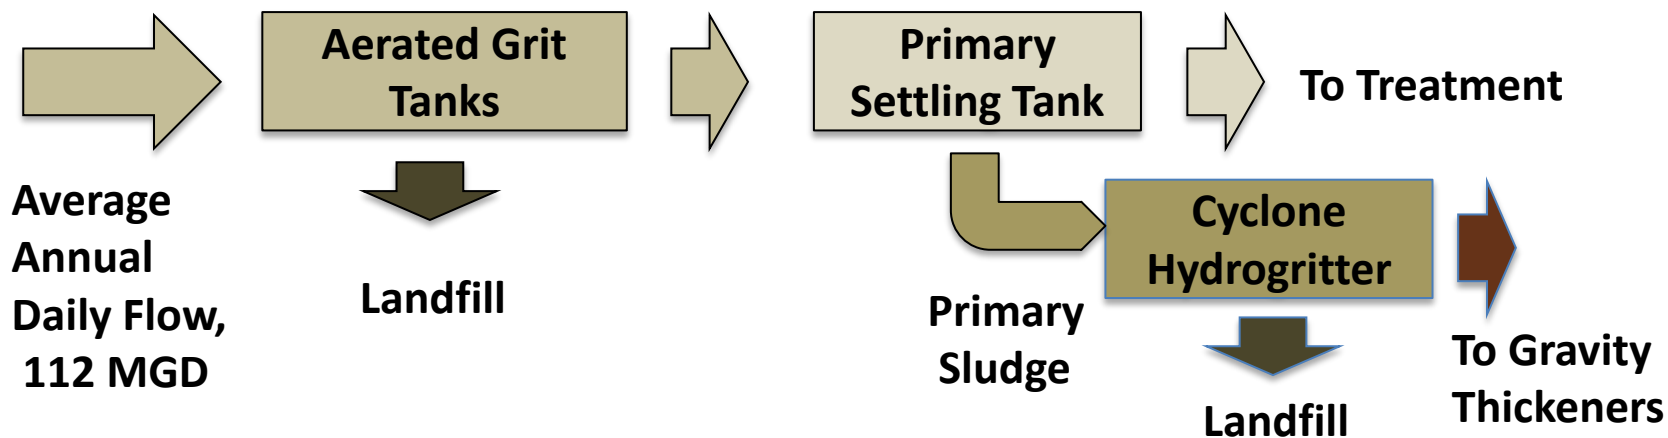 Aerated Grit
Tanks
Primary
Settling Tank
To Treatment
Average
Annual
Daily Flow,
112 MGD
Landfill
Primary
Sludge
Cyclone
Hydrogritter
Landfill
To Gravity
Thickeners